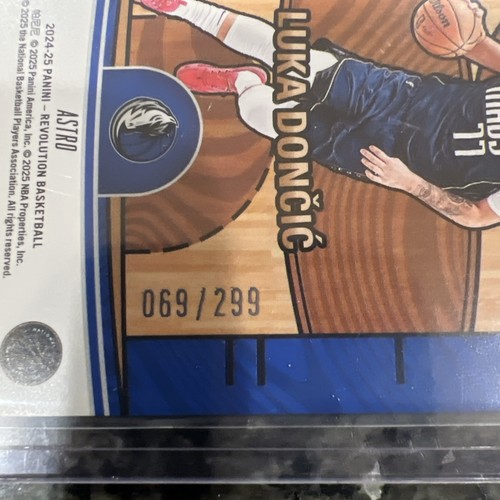 LUKA DONČIĆ
77
Wilson
069/299
ASTRO
2024-25 PANINI – REVOLUTION BASKETBALL
© 2025 Panini America, Inc. © 2025 NBA Properties, Inc.
© 2025 the National Basketball Players Association. All rights reserved.